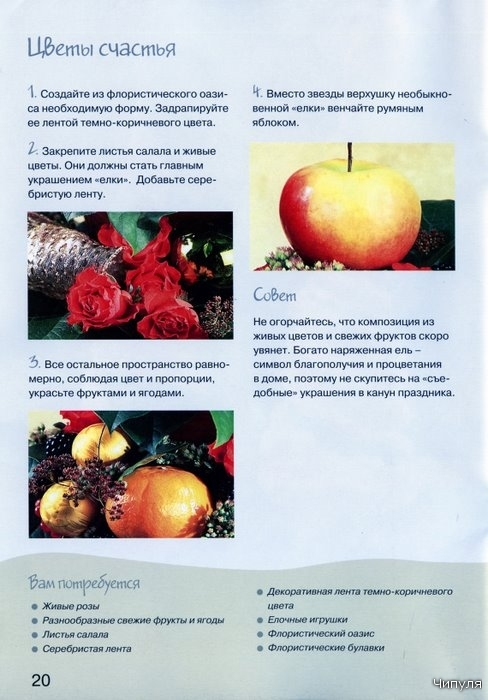 Цветы счастья
1. Создайте из флористического оази-
са необходимую форму. Задрапируйте
ее лентой темно-коричневого цвета.
2. Закрепите листья салала и живые
цветы. Они должны стать главным
украшением «елки». Добавьте сере-
бристую ленту.
3. Все остальное пространство равно-
мерно, соблюдая цвет и пропорции,
украсьте фруктами и ягодами.
4. Вместо звезды верхушку необыкно-
венной «елки» венчайте румяным
яблоком.
Совет
Не огорчайтесь, что композиция из
живых цветов и свежих фруктов скоро
увянет. Богато наряженная ель –
символ благополучия и процветания
в доме, поэтому не скупитесь на «съе-
добные» украшения в канун праздника.
Вам потребуется
Живые розы
Разнообразные свежие фрукты и ягоды
Листья салала
Серебристая лента
Декоративная лента темно-коричневого
цвета
Елочные игрушки
Флористический оазис
Флористические булавки
20
Чипуля